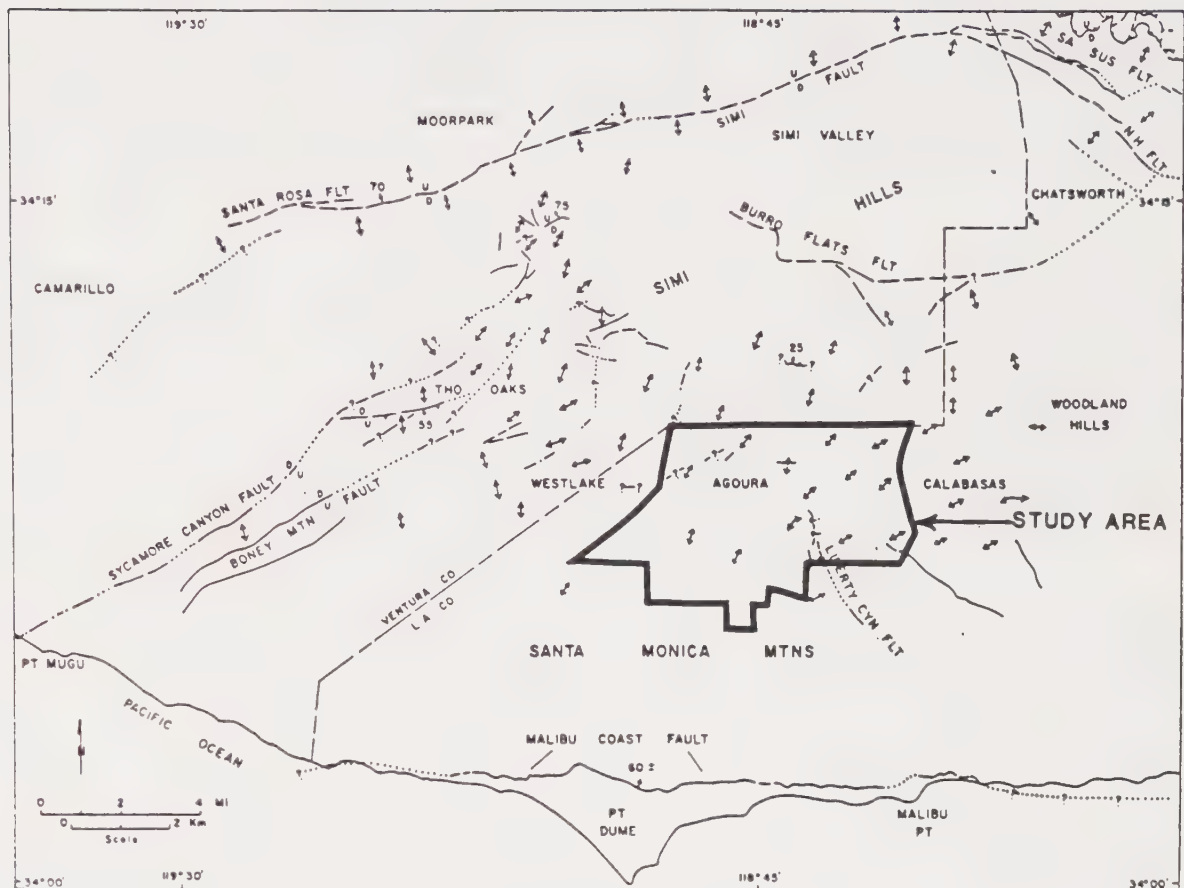 119° 30'
118° 45'
SA SUS FLT
U
D
SIMI FAULT
U
D
MOORPARK
SIMI VALLEY
NH FLT
SANTA ROSA FLT
70
U
D
34° 15'
HILLS
CHATSWORTH
34° 15'
75
U
D
BURRO FLATS FLT
CAMARILLO
SIMI
25
THO OAKS
D
U
55
WOODLAND
HILLS
WESTLAKE
AGOURA
CALABASAS
STUDY AREA
SYCAMORE CANYON FAULT
D
U
BONEY MTN FAULT
D
U
LIBERTY CYN FLT
VENTURA CO
L A CO
SANTA MONICA MTNS
PT MUGU
PACIFIC OCEAN
N
MALIBU COAST FAULT
60 ±
0 2 4 MI
0 2 Km
Scale
PT
DUME
MALIBU
PT
34° 00'
119° 30'
118° 45'
34° 00'